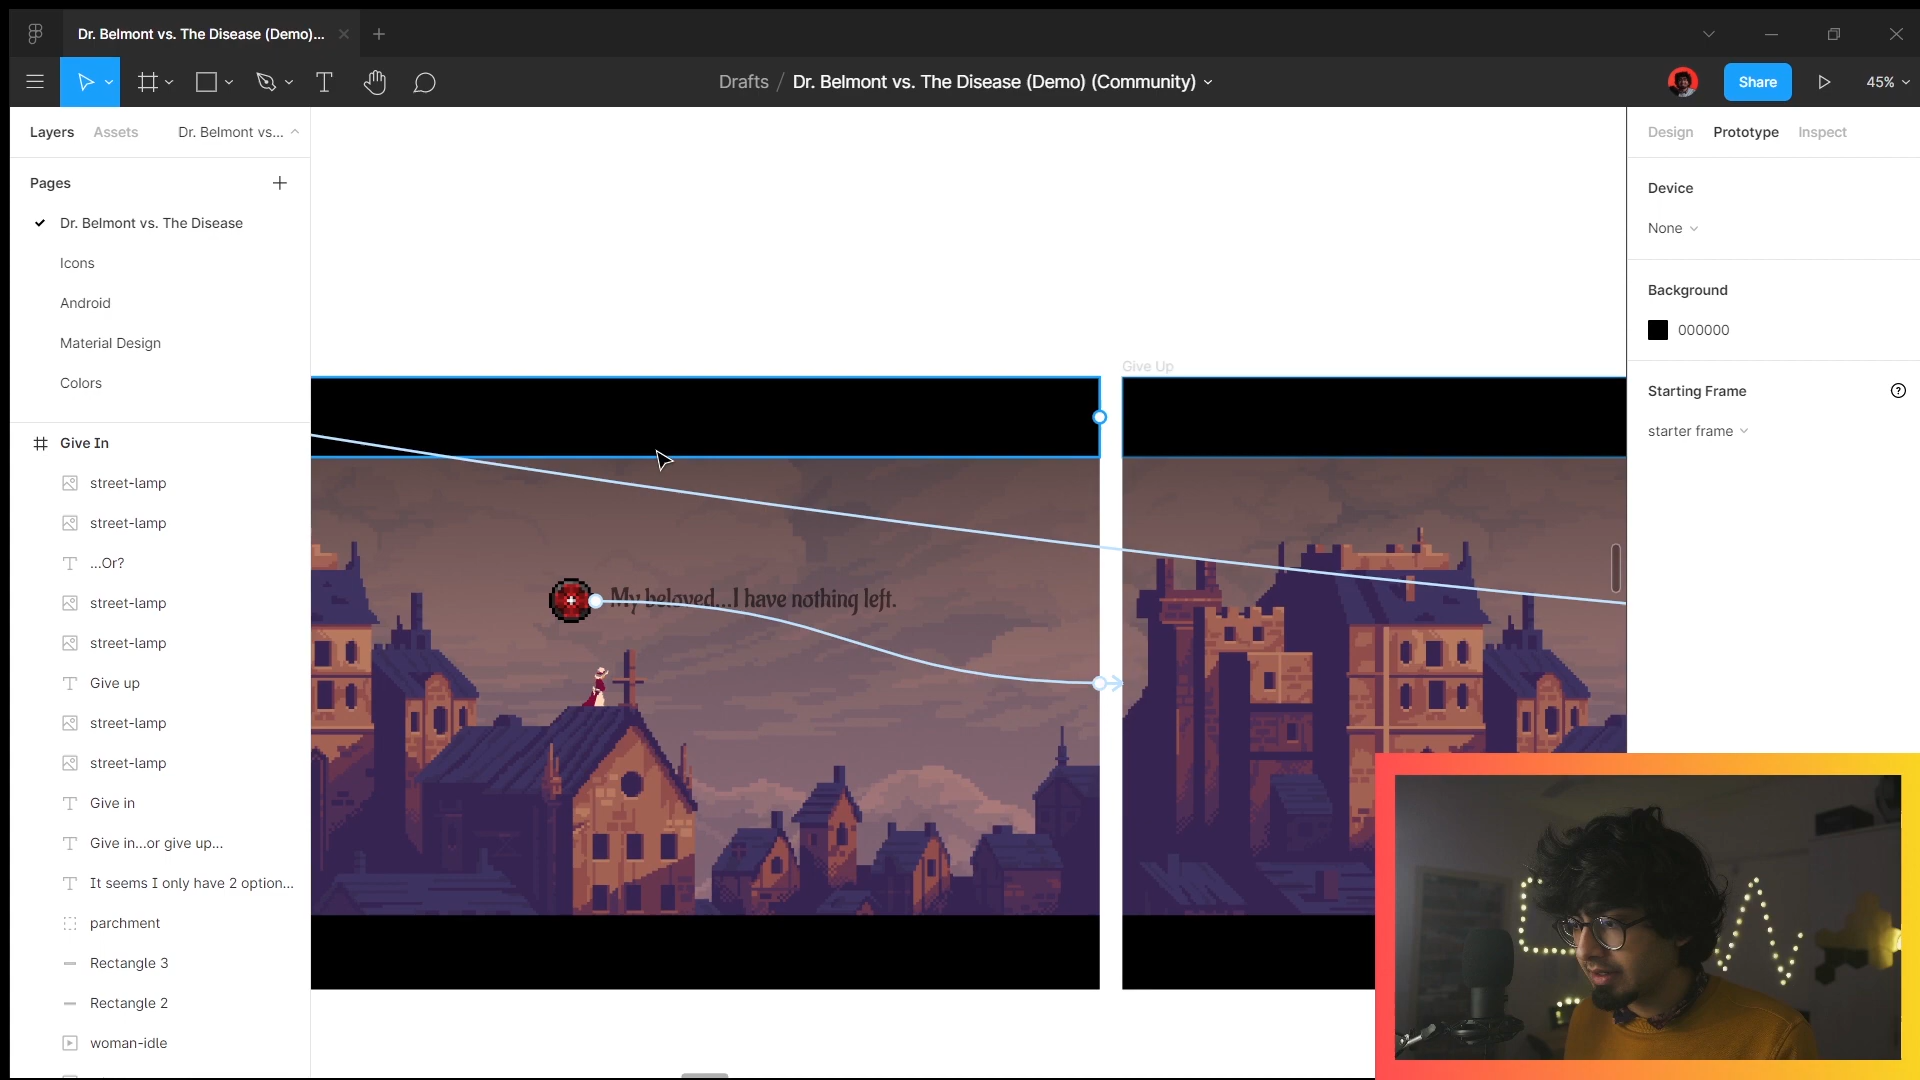 Dr. Belmont vs. The Disease (Demo)...
Drafts / Dr. Belmont vs. The Disease (Demo) (Community)
Share
45%
Layers
Assets
Dr. Belmont vs...
Pages
Dr. Belmont vs. The Disease
Icons
Android
Material Design
Colors
Give In
street-lamp
street-lamp
...Or?
street-lamp
street-lamp
Give up
street-lamp
street-lamp
Give in
Give in...or give up...
It seems I only have 2 option...
parchment
Rectangle 3
Rectangle 2
woman-idle
Give Up
My beloved...I have nothing left.
Design
Prototype
Inspect
Device
None
Background
000000
Starting Frame
starter frame